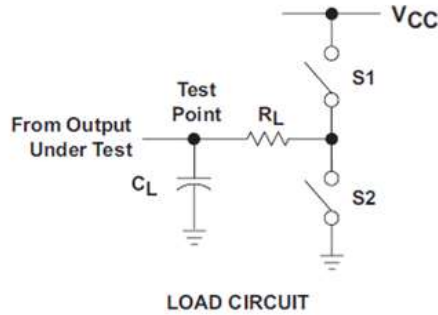 VCC
S1
Test
Point
RL
From Output
Under Test
CL
S2
LOAD CIRCUIT